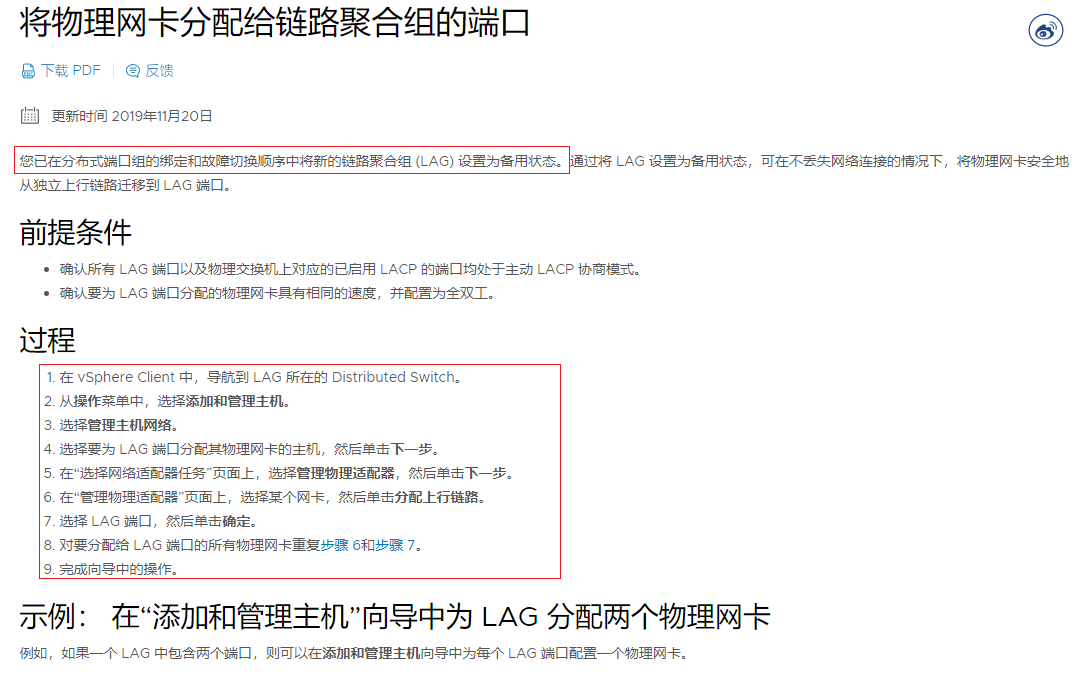 将物理网卡分配给链路聚合组的端口
下载 PDF 反馈
更新时间 2019年11月20日
您已在分布式端口组的绑定和故障切换顺序中将新的链路聚合组 (LAG) 设置为备用状态。通过将 LAG 设置为备用状态，可在不丢失网络连接的情况下，将物理网卡安全地
从独立上行链路迁移到 LAG 端口。
前提条件
• 确认所有 LAG 端口以及物理交换机上对应的已启用 LACP 的端口均处于主动 LACP 协商模式。
• 确认要为 LAG 端口分配的物理网卡具有相同的速度，并配置为全双工。
过程
1. 在 vSphere Client 中，导航到 LAG 所在的 Distributed Switch。
2. 从操作菜单中，选择添加和管理主机。
3. 选择管理主机网络。
4. 选择要为 LAG 端口分配其物理网卡的主机，然后单击下一步。
5. 在“选择网络适配器任务”页面上，选择管理物理适配器，然后单击下一步。
6. 在“管理物理适配器”页面上，选择某个网卡，然后单击分配上行链路。
7. 选择 LAG 端口，然后单击确定。
8. 对要分配给 LAG 端口的所有物理网卡重复步骤 6和步骤 7。
9. 完成向导中的操作。
示例： 在“添加和管理主机”向导中为 LAG 分配两个物理网卡
例如，如果一个 LAG 中包含两个端口，则可以在添加和管理主机向导中为每个 LAG 端口配置一个物理网卡。